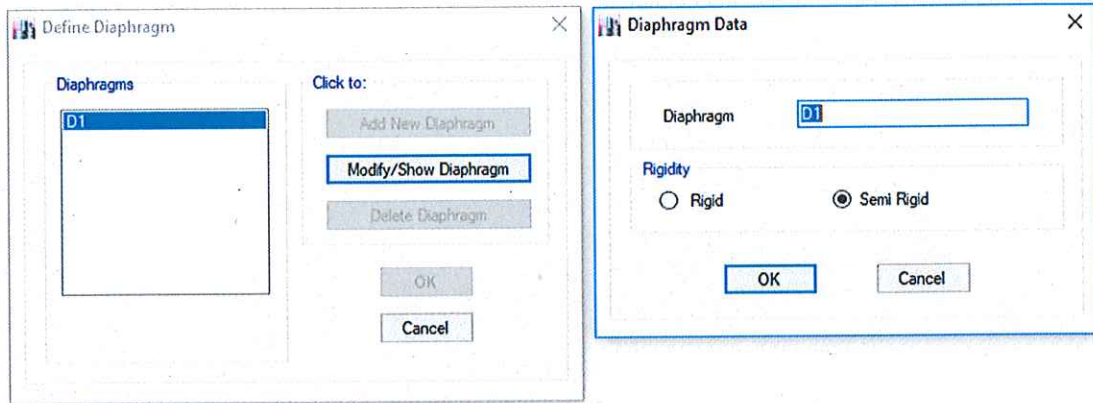 Define Diaphragm
Diaphragms
D1
Click to:
Add New Diaphragm
Modify/Show Diaphragm
Delete Diaphragm
OK
Cancel
Diaphragm Data
Diaphragm
D1
Rigidity
Rigid
Semi Rigid
OK
Cancel